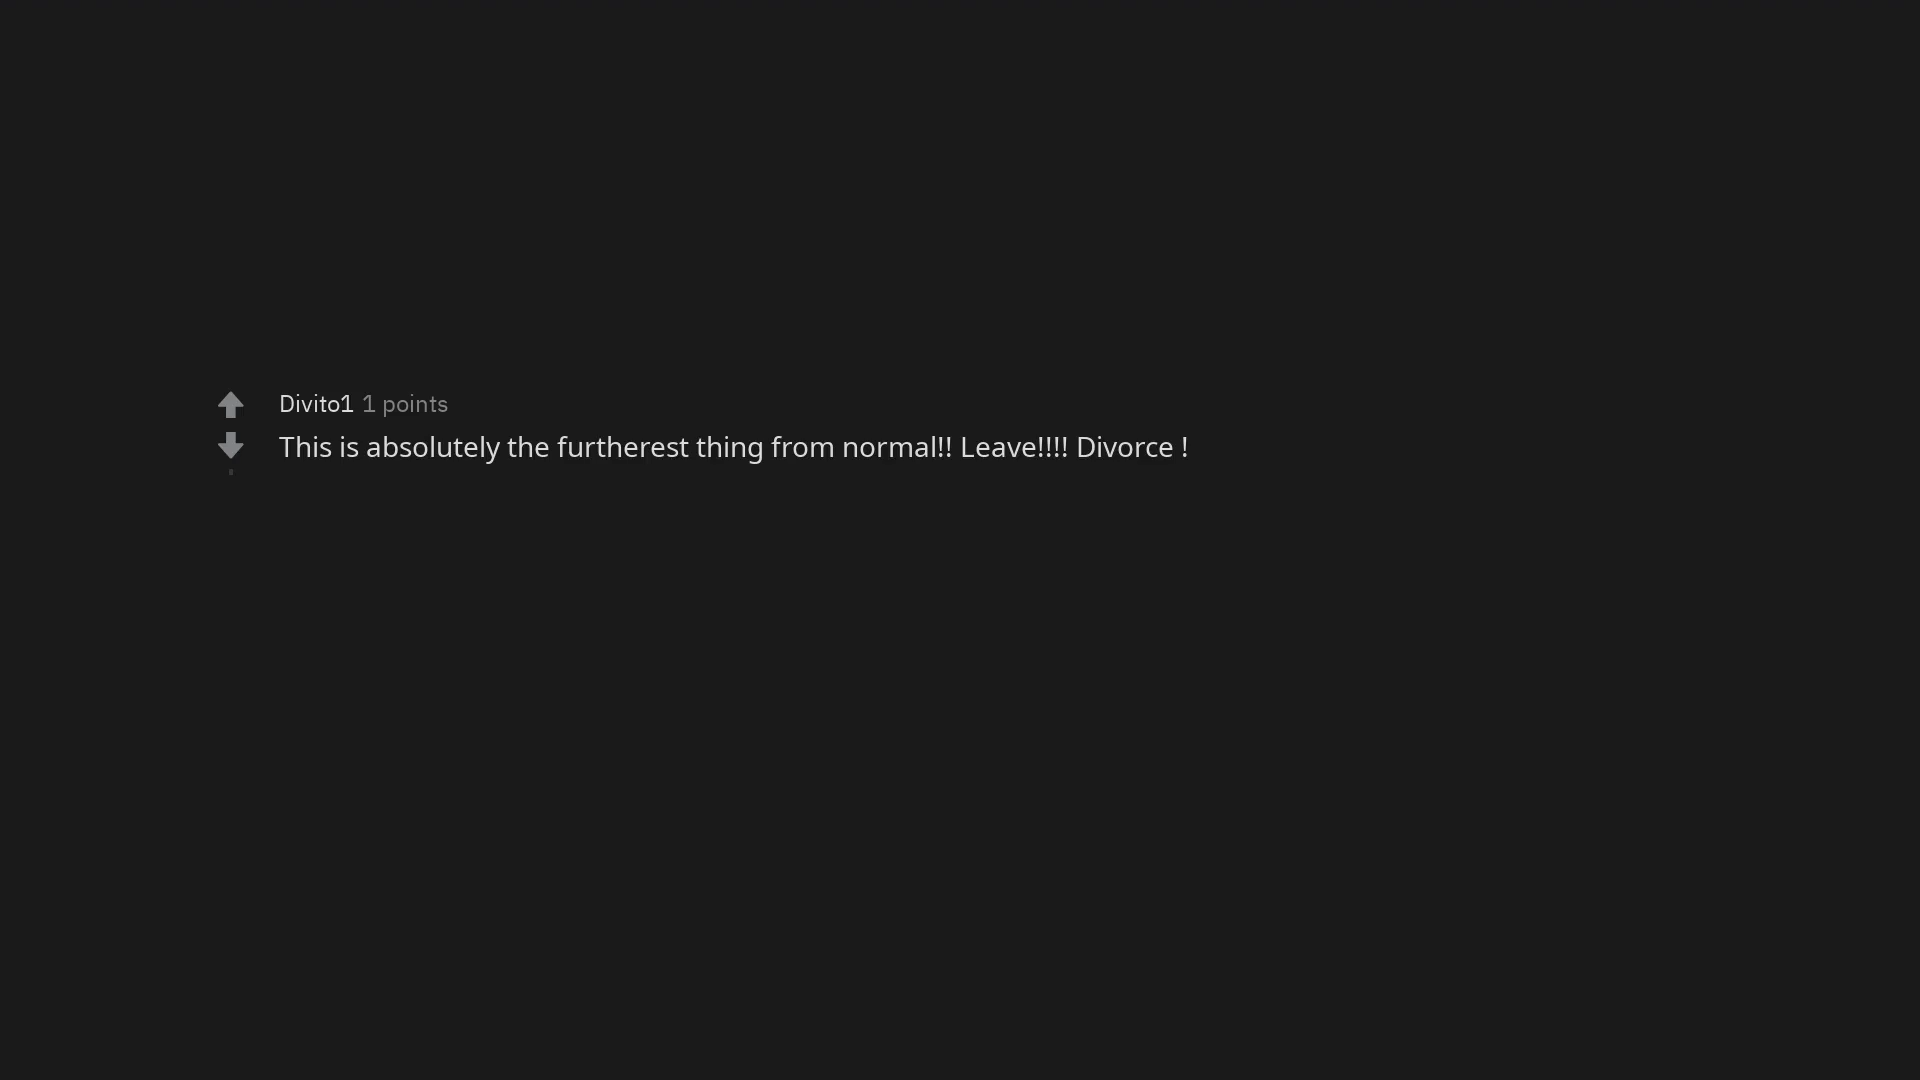 Divito1 1 points
This is absolutely the furtherest thing from normal!! Leave!!!! Divorce !